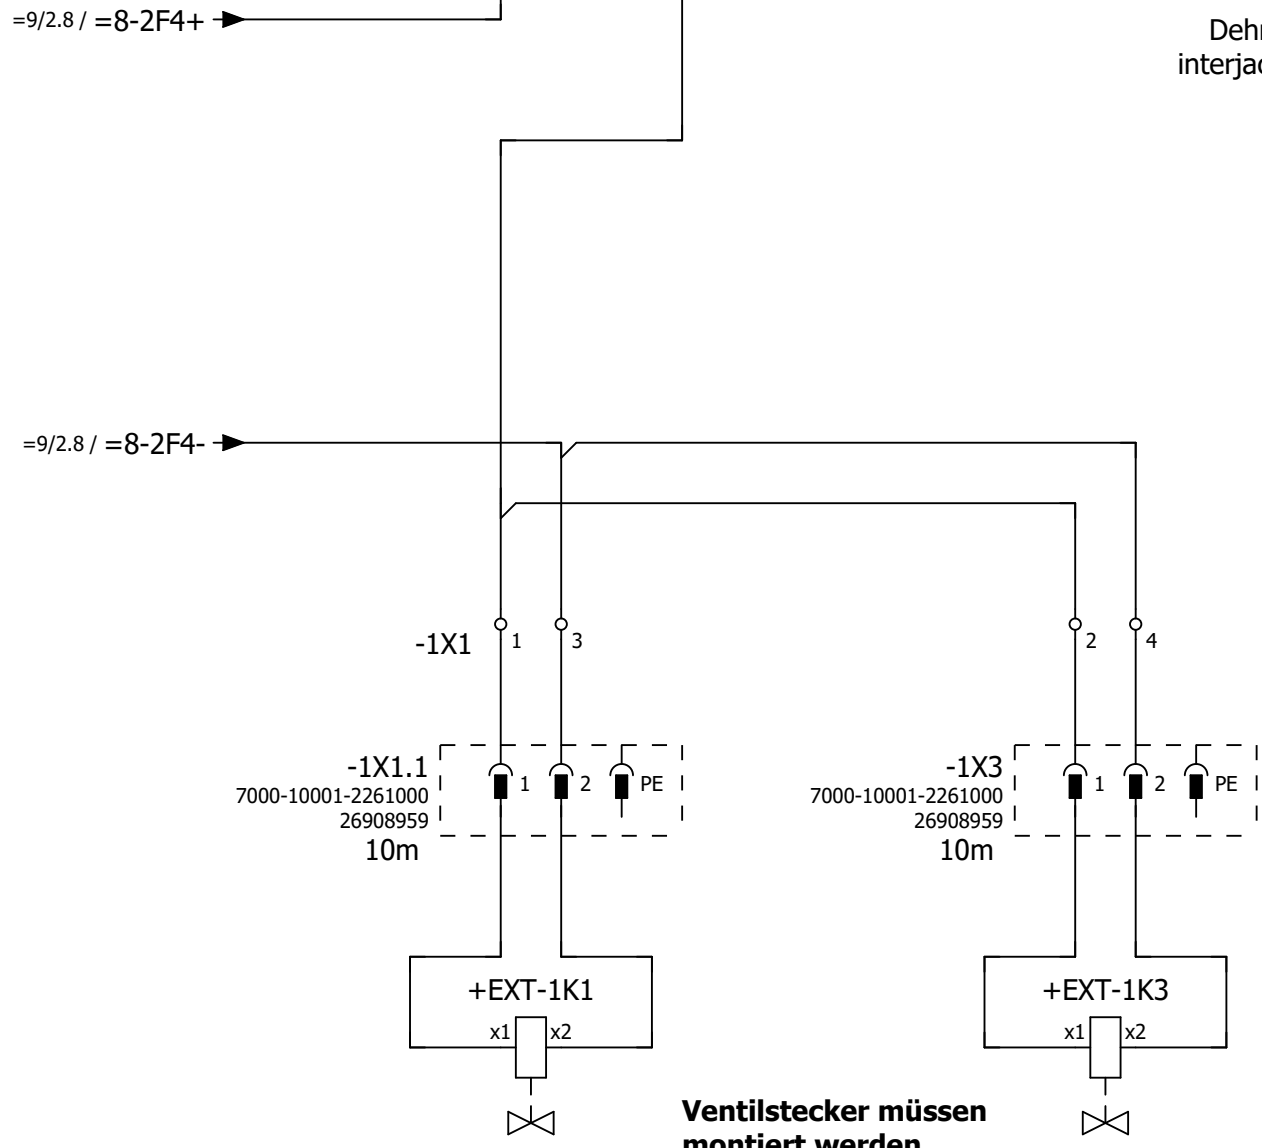 =9/2.8 / =8-2F4+
=9/2.8 / =8-2F4-
-1X1
1
3
2
4
-1X1.1
7000-10001-2261000
26908959
10m
1
2
PE
-1X3
7000-10001-2261000
26908959
10m
1
2
PE
+EXT-1K1
x1
x2
+EXT-1K3
x1
x2
Ventilstecker müssen
montiert werden